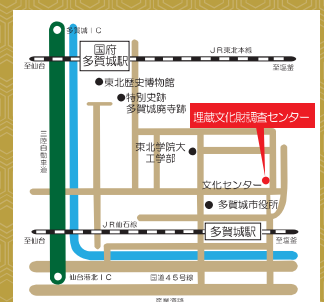 多賀城IC
国府
多賀城駅
JR東北本線
至仙台
至塩釜
東北歴史博物館
特別史跡
多賀城廃寺跡
埋蔵文化財調査センター
三陸自動車道
東北学院大
工学部
文化センター
多賀城市役所
JR仙石線
至仙台
多賀城駅
至塩釜
仙台港北IC
国道45号線
産業道路